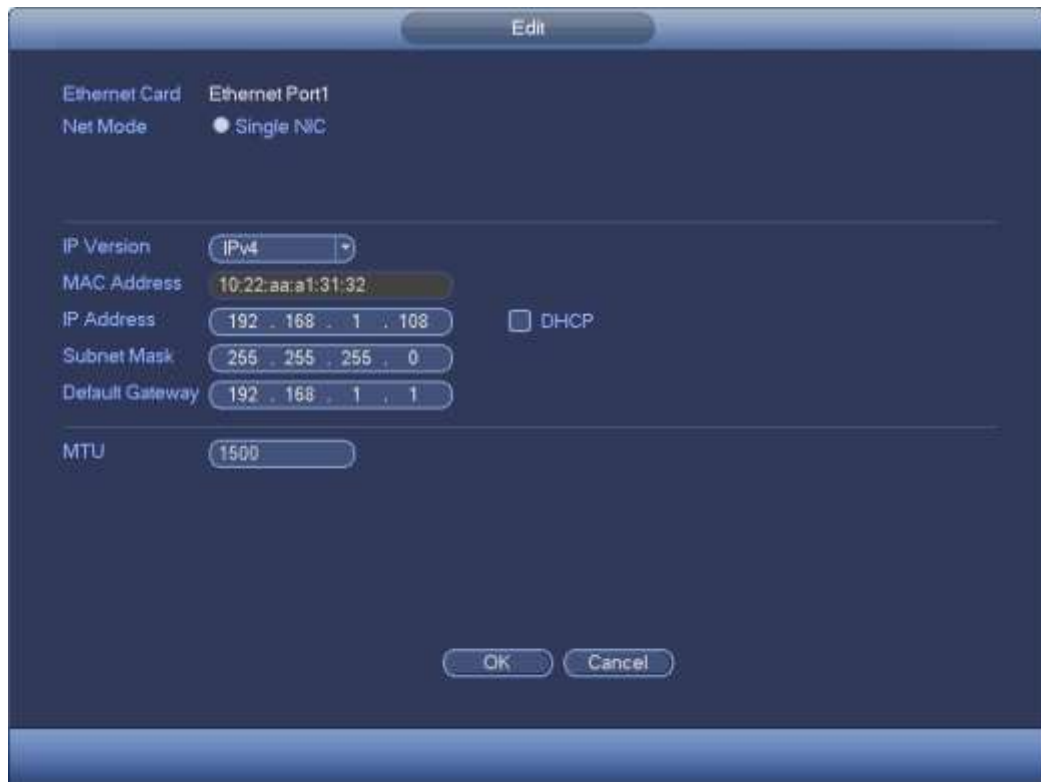 Edit
Ethernet Card Ethernet Port1
Net Mode Single NIC
IP Version IPv4
MAC Address 10:22:aa:a1:31:32
IP Address 192 . 168 . 1 . 108 DHCP
Subnet Mask 255 . 255 . 255 . 0
Default Gateway 192 . 168 . 1 . 1
MTU 1500
OK Cancel